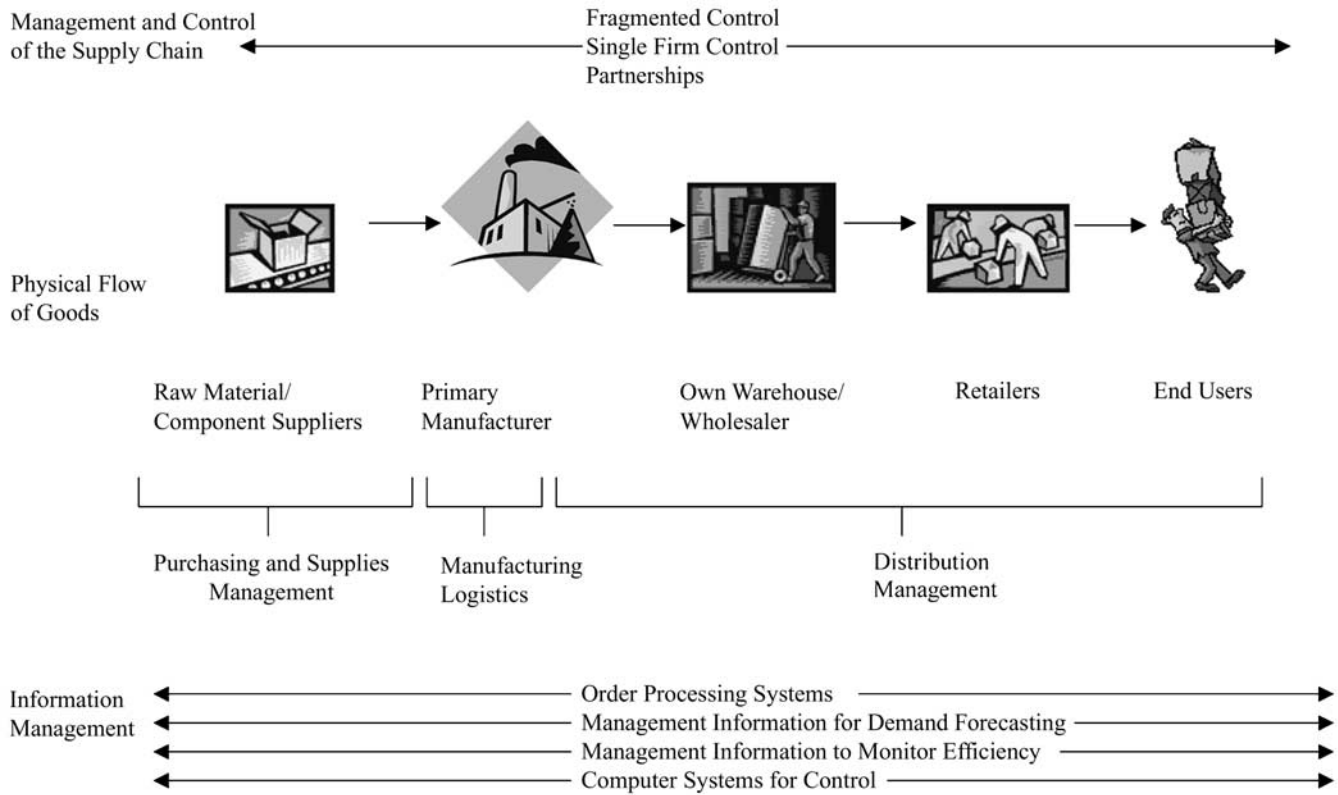 Management and Control
of the Supply Chain
Fragmented Control
Single Firm Control
Partnerships
Physical Flow
of Goods
Raw Material/
Component Suppliers
Primary
Manufacturer
Own Warehouse/
Wholesaler
Retailers
End Users
Purchasing and Supplies
Management
Manufacturing
Logistics
Distribution
Management
Information
Management
Order Processing Systems
Management Information for Demand Forecasting
Management Information to Monitor Efficiency
Computer Systems for Control